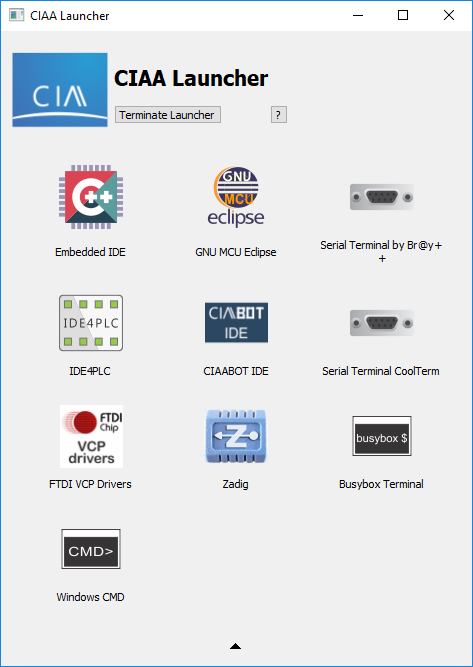 CIAA Launcher
CIAA Launcher
Terminate Launcher
?
Embedded IDE
GNU
MCU
eclipse
GNU MCU Eclipse
Serial Terminal by Br@y+
+
IDE4PLC
IDE4PLC
CIAABOT
IDE
CIAABOT IDE
Serial Terminal CoolTerm
FTDI
Chip
VCP
drivers
FTDI VCP Drivers
Z
Zadig
busybox $
Busybox Terminal
CMD>
Windows CMD